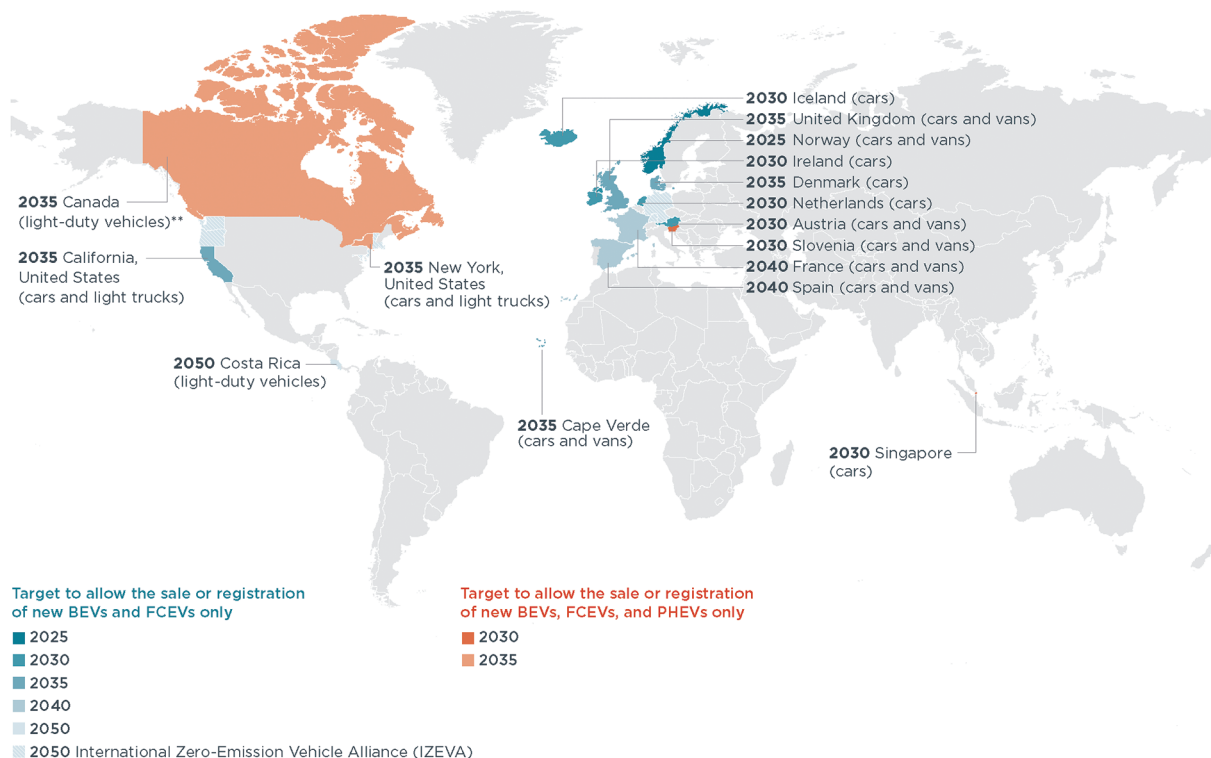 2030 Iceland (cars)
2035 United Kingdom (cars and vans)
2025 Norway (cars and vans)
2030 Ireland (cars)
2035 Denmark (cars)
2030 Netherlands (cars)
2030 Austria (cars and vans)
2030 Slovenia (cars and vans)
2040 France (cars and vans)
2040 Spain (cars and vans)
2035 Canada
(light-duty vehicles)**
2035 California,
United States
(cars and light trucks)
2035 New York,
United States
(cars and light trucks)
2050 Costa Rica
(light-duty vehicles)
2035 Cape Verde
(cars and vans)
2030 Singapore
(cars)
Target to allow the sale or registration
of new BEVs and FCEVs only
2025
2030
2035
2040
2050
2050 International Zero-Emission Vehicle Alliance (IZEVA)
Target to allow the sale or registration
of new BEVs, FCEVs, and PHEVs only
2030
2035